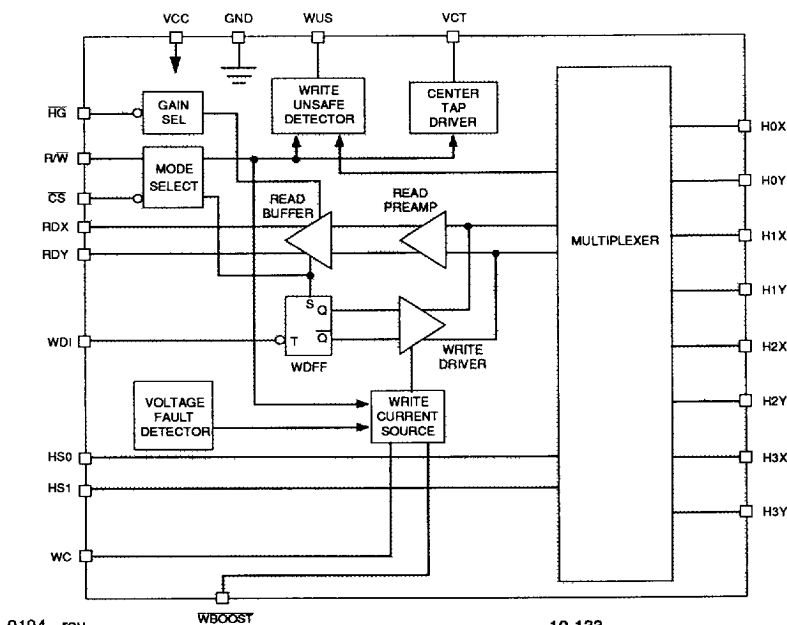 VCC GND WUS VCT
HG
GAIN
SEL
WRITE
UNSAFE
DETECTOR
CENTER
TAP
DRIVER
H0X
R/W
MODE
SELECT
CS
READ
BUFFER
READ
PREAMP
H0Y
RDX
RDY
MULTIPLEXER
H1X
H1Y
S
Q
T
Q
WDFF
WDI
WRITE
DRIVER
H2X
VOLTAGE
FAULT
DETECTOR
WRITE
CURRENT
SOURCE
H2Y
HS0
H3X
HS1
H3Y
WC
WBOOST